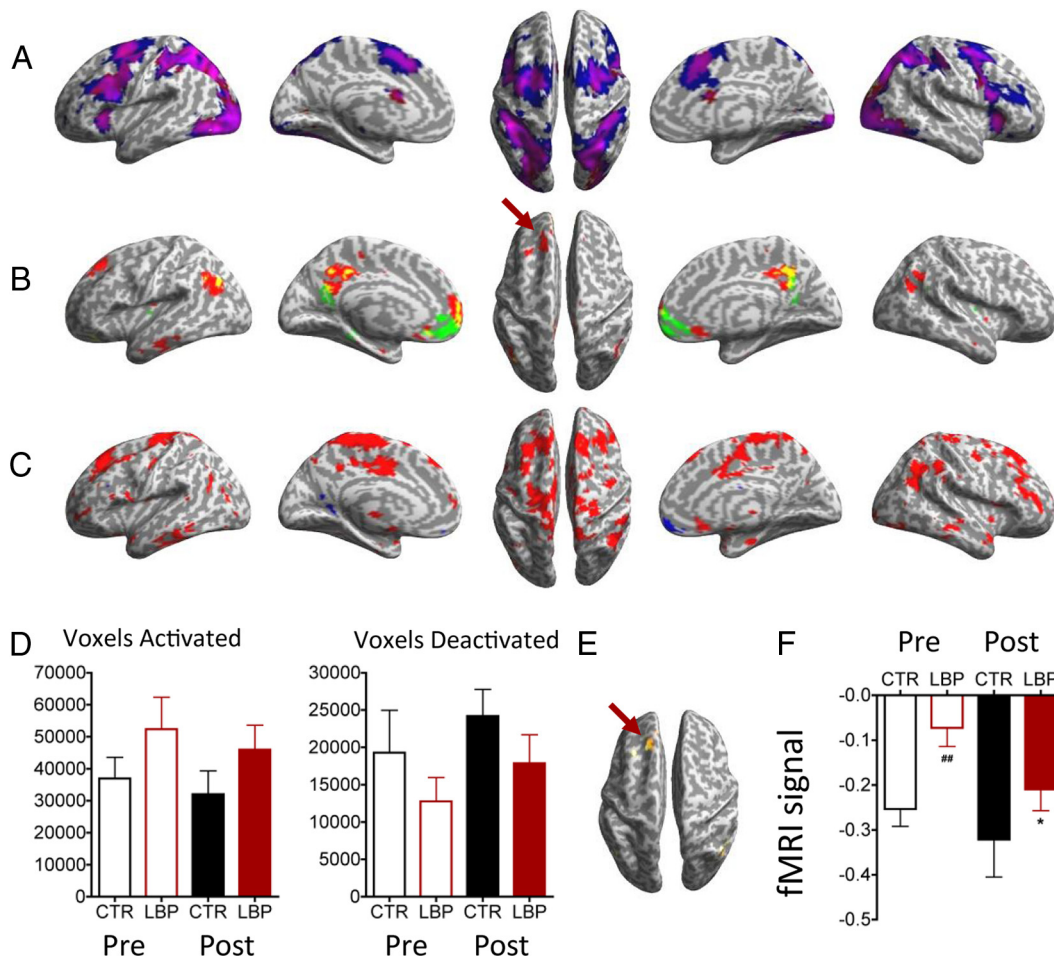 A
B
C
D
Voxels Activated
70000
60000
50000
40000
30000
20000
10000
0
CTR LBP CTR LBP
Pre Post
Voxels Deactivated
30000
25000
20000
15000
10000
5000
0
CTR LBP CTR LBP
Pre Post
E
F
Pre Post
CTR LBP CTR LBP
fMRI signal
-0.0
-0.1
-0.2
-0.3
-0.4
-0.5
##
*